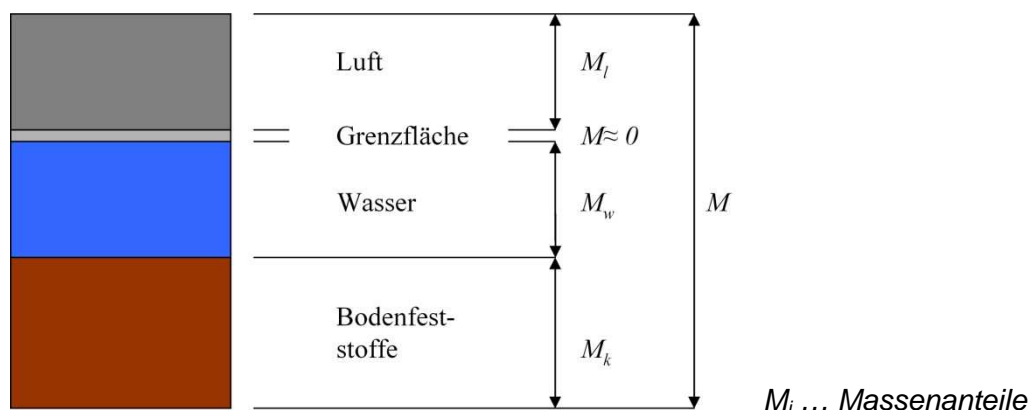 Luft M_l
Grenzfläche M≈ 0
Wasser M_w M
Bodenfest-
stoffe M_k
M_i ... Massenanteile